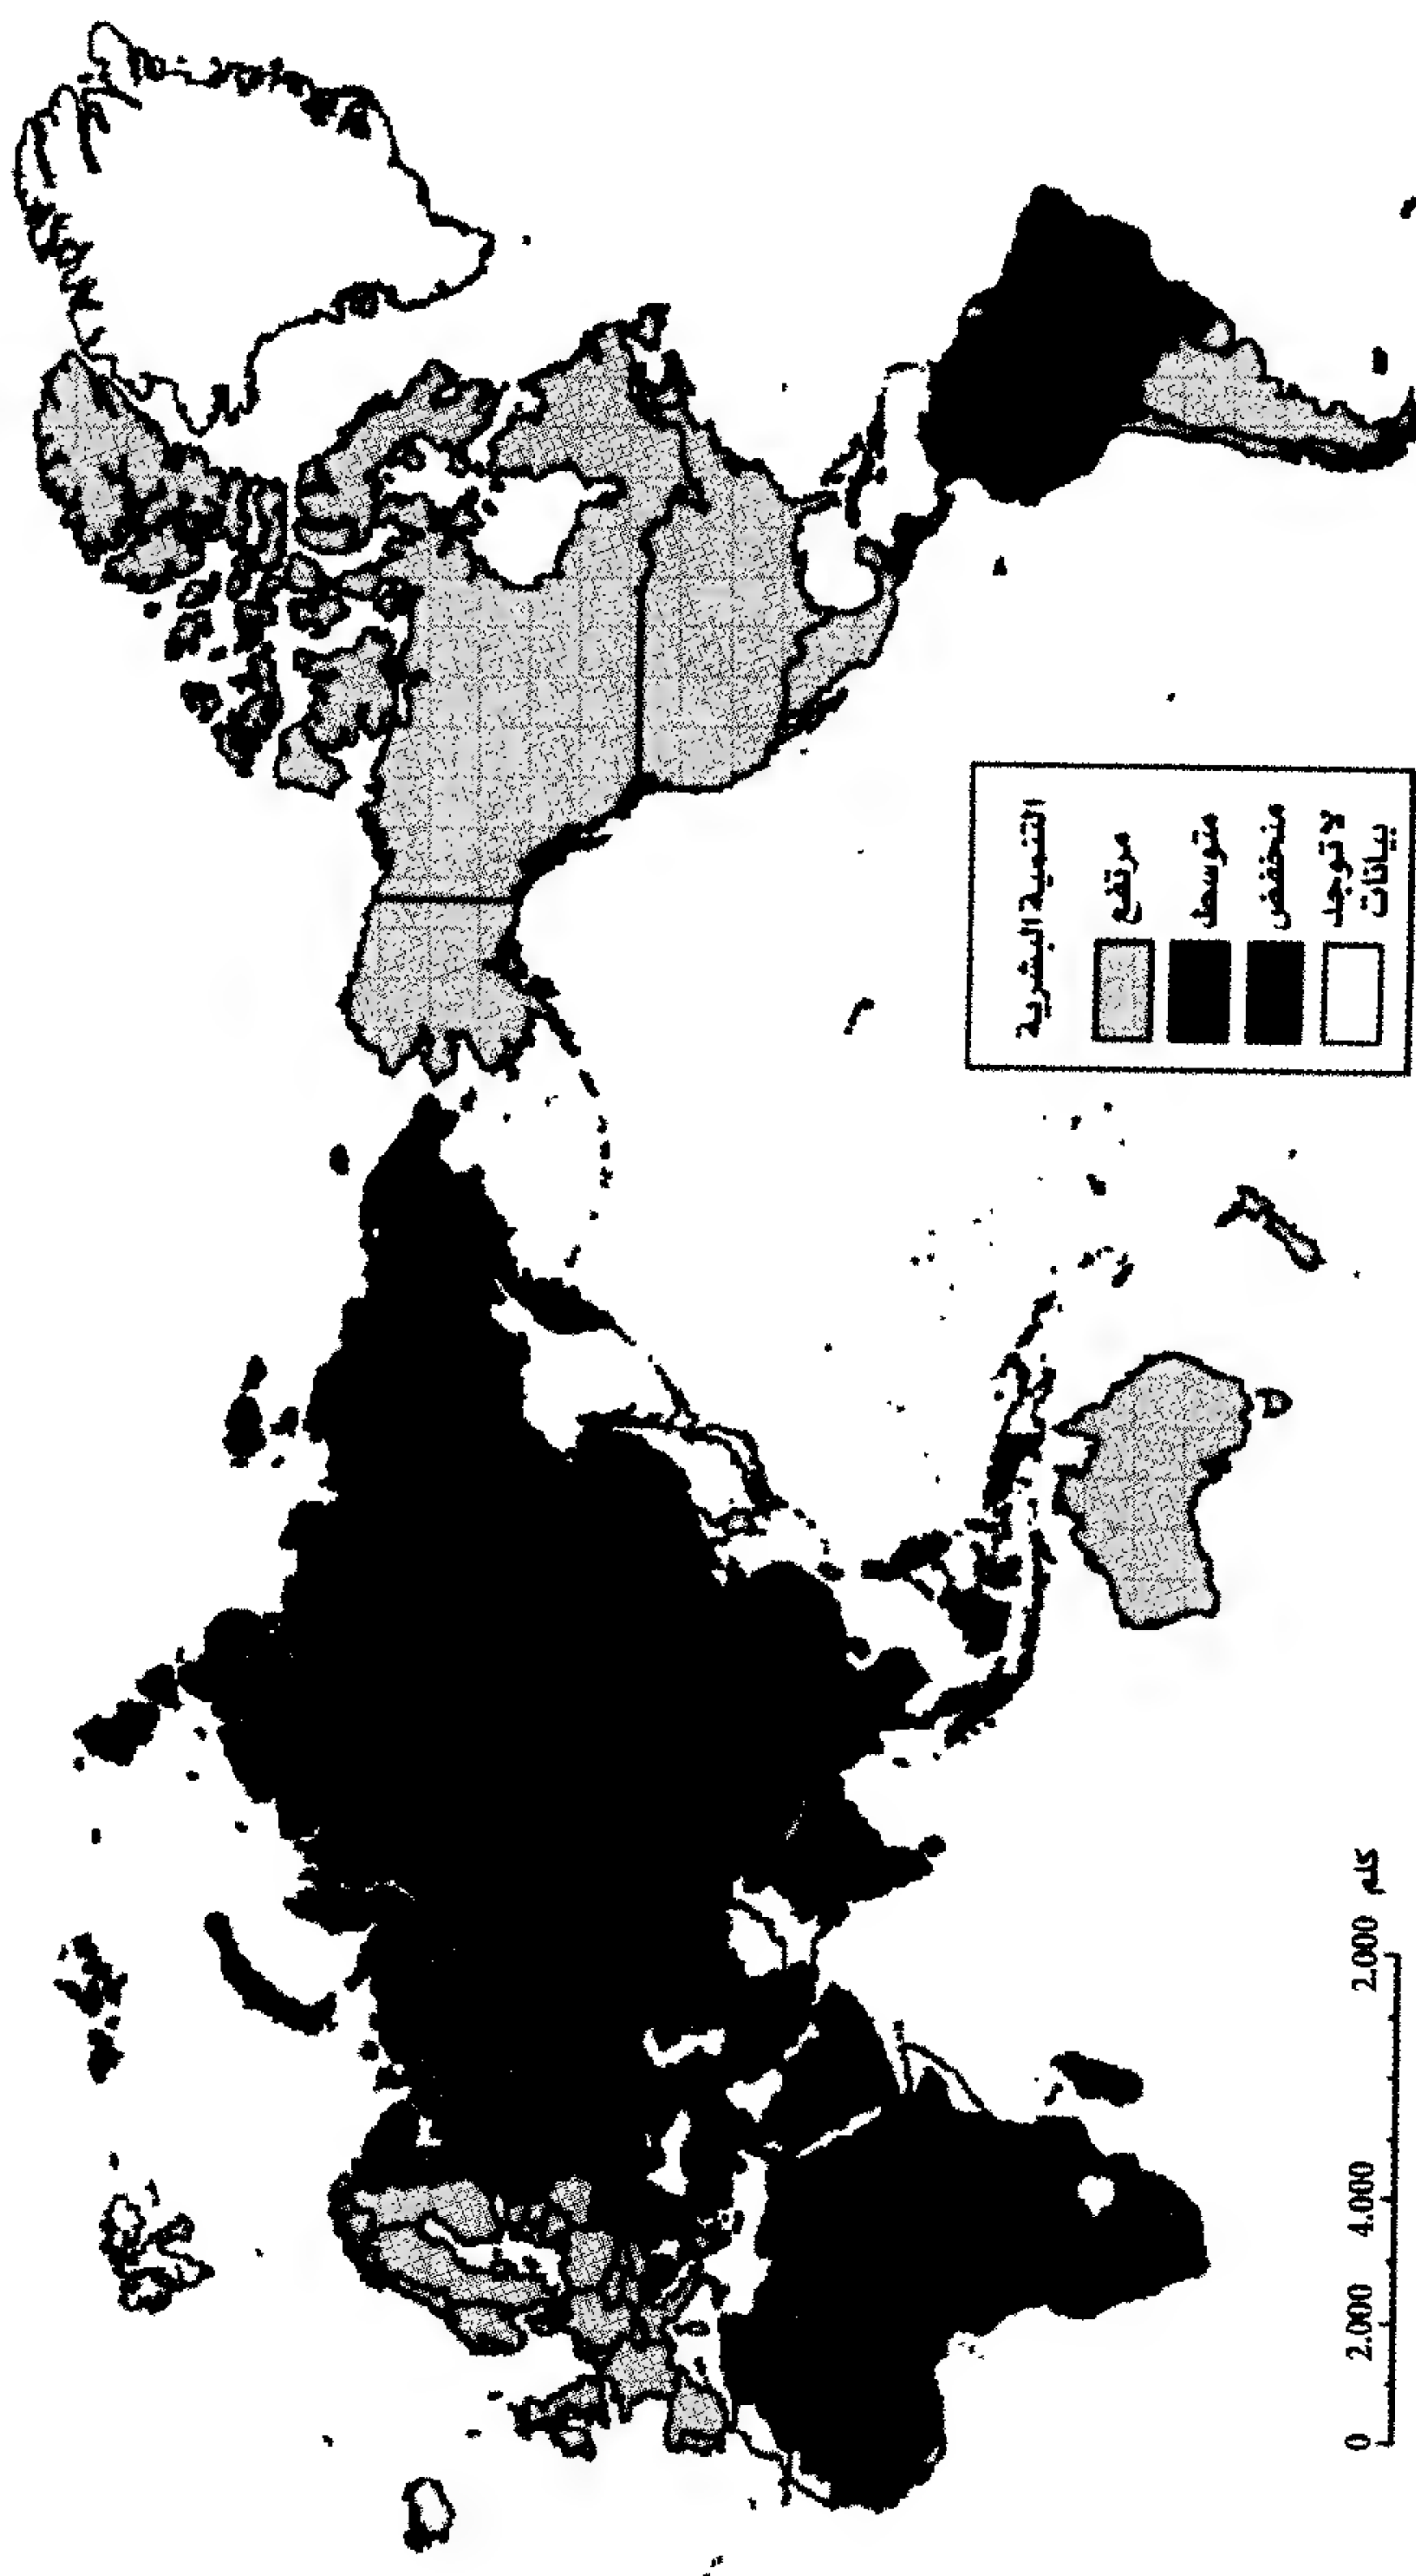 التنمية البشرية
مرتفع
متوسط
منخفض
لا توجد
بيانات
0 2.000 4.000 2.000 كلم